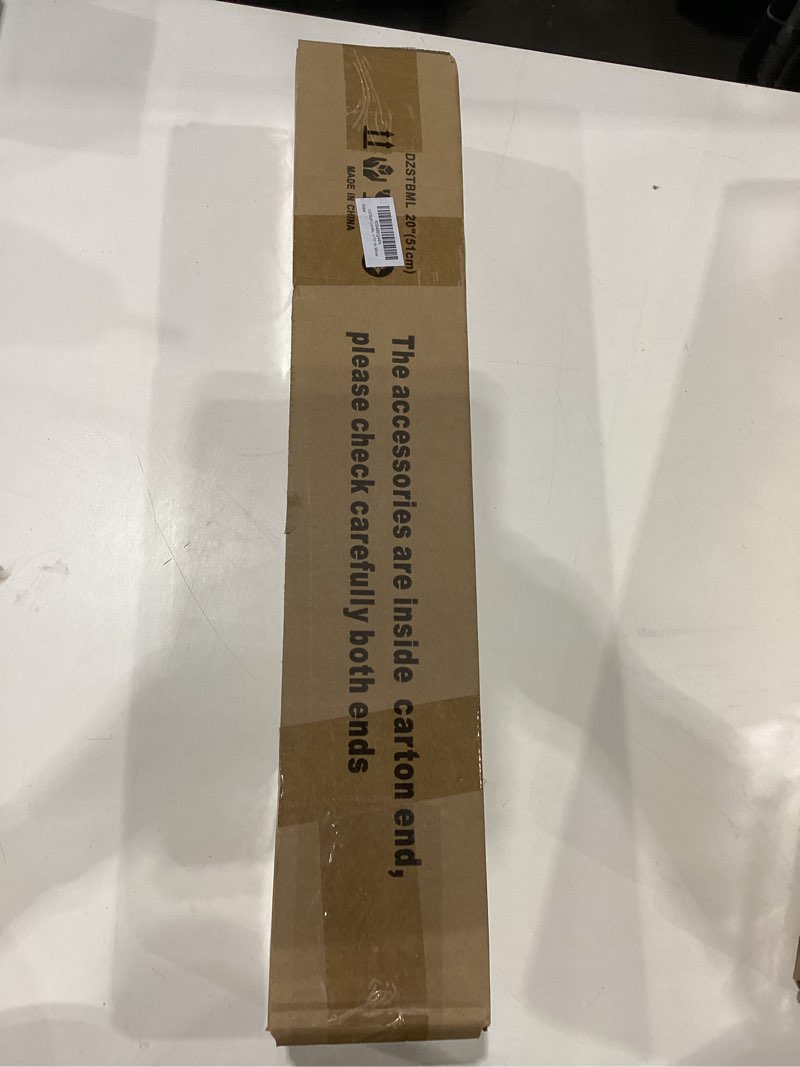 DZSTBML 20"(51cm)
MADE IN CHINA
The accessories are inside carton end,
please check carefully both ends